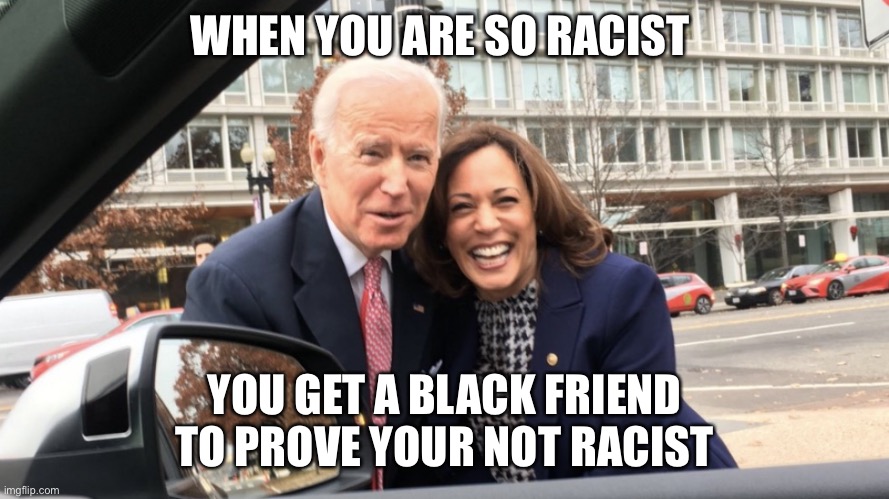 WHEN YOU ARE SO RACIST
YOU GET A BLACK FRIEND
TO PROVE YOUR NOT RACIST
imgflip.com